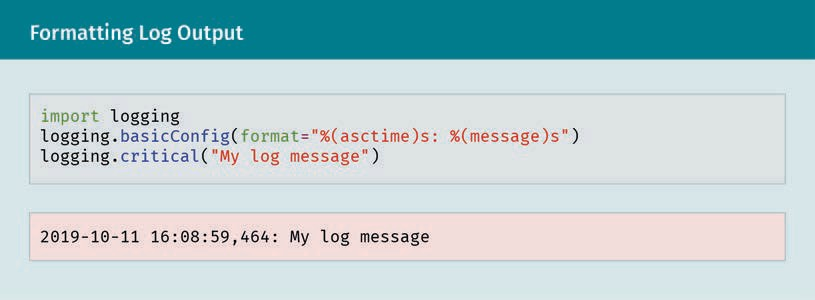 Formatting Log Output
import logging
logging.basicConfig(format="%(asctime)s: %(message)s")
logging.critical("My log message")
2019-10-11 16:08:59,464: My log message